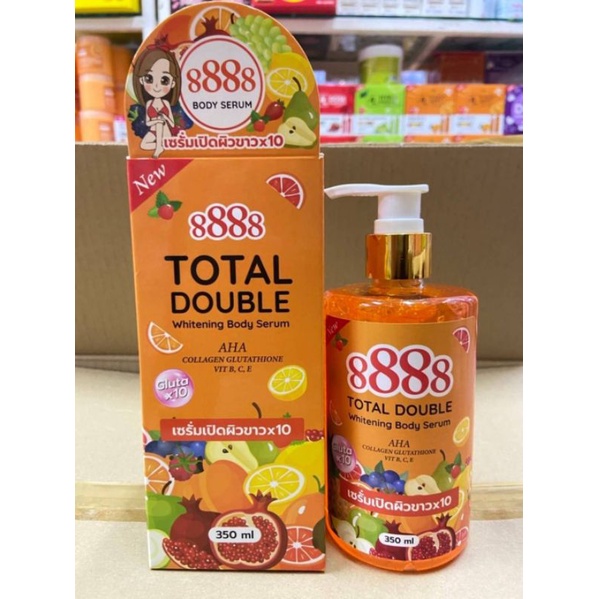 8888
BODY SERUM
เซรั่มเปิดผิวขาวx10
New
8888
TOTAL
DOUBLE
Whitening Body Serum
AHA
COLLAGEN GLUTATHIONE
VIT B, C, E
Gluta
x10
เซรั่มเปิดผิวขาวx10
350 ml
8888
TOTAL DOUBLE
Whitening Body Serum
AHA
COLLAGEN GLUTATHIONE
VIT B, C, E
Gluta
x10
เซรั่มเปิดผิวขาวx10
350 ml